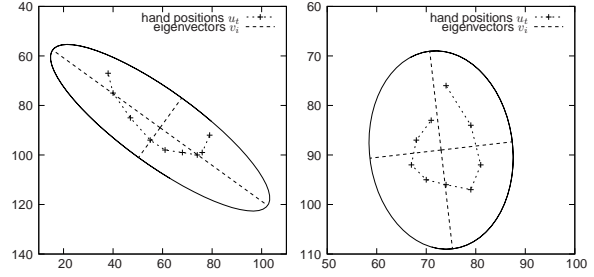 hand positions u_t
eigenvectors v_i
40
60
80
100
120
140
20 40 60 80 100
hand positions u_t
eigenvectors v_i
60
70
80
90
100
110
50 60 70 80 90 100